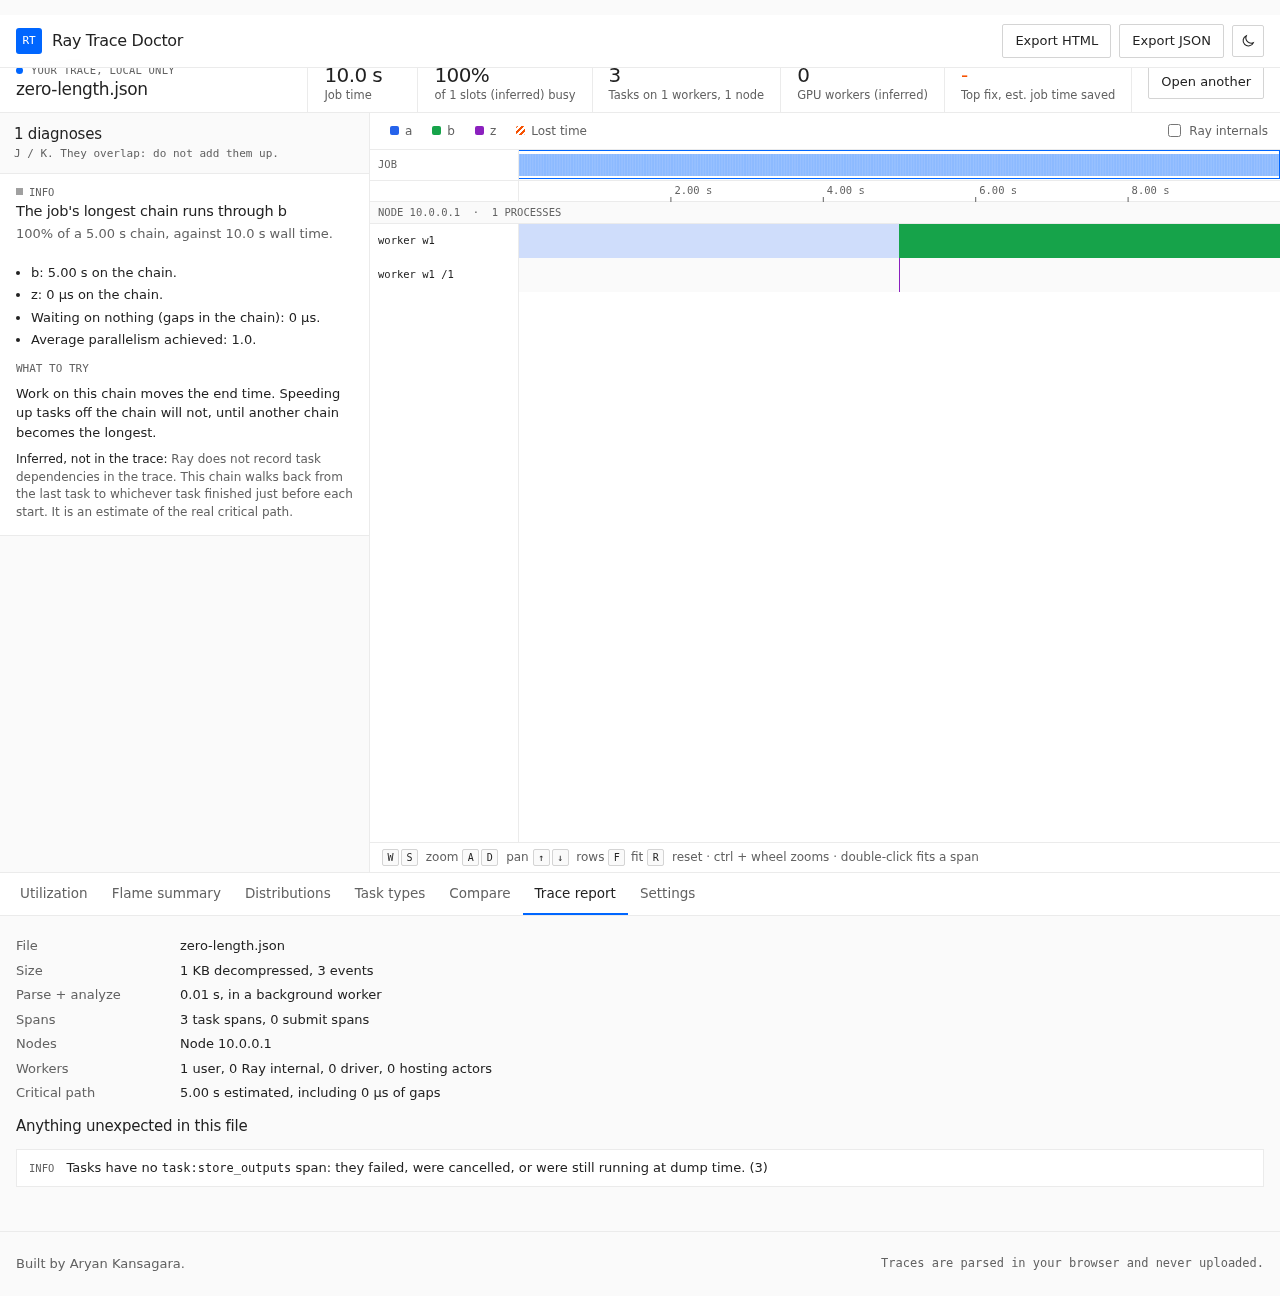 RT Ray Trace Doctor
Export HTML
Export JSON
YOUR TRACE, LOCAL ONLY
zero-length.json
10.0 s
Job time
100%
of 1 slots (inferred) busy
3
Tasks on 1 workers, 1 node
0
GPU workers (inferred)
-
Top fix, est. job time saved
Open another
1 diagnoses
J / K. They overlap: do not add them up.
INFO
The job's longest chain runs through b
100% of a 5.00 s chain, against 10.0 s wall time.
• b: 5.00 s on the chain.
• z: 0 µs on the chain.
• Waiting on nothing (gaps in the chain): 0 µs.
• Average parallelism achieved: 1.0.
WHAT TO TRY
Work on this chain moves the end time. Speeding
up tasks off the chain will not, until another chain
becomes the longest.
Inferred, not in the trace: Ray does not record task
dependencies in the trace. This chain walks back from
the last task to whichever task finished just before each
start. It is an estimate of the real critical path.
a b z Lost time
Ray internals
JOB
2.00 s 4.00 s 6.00 s 8.00 s
NODE 10.0.0.1 · 1 PROCESSES
worker w1
worker w1 /1
W S zoom A D pan ↑ ↓ rows F fit R reset · ctrl + wheel zooms · double-click fits a span
Utilization Flame summary Distributions Task types Compare Trace report Settings
File zero-length.json
Size 1 KB decompressed, 3 events
Parse + analyze 0.01 s, in a background worker
Spans 3 task spans, 0 submit spans
Nodes Node 10.0.0.1
Workers 1 user, 0 Ray internal, 0 driver, 0 hosting actors
Critical path 5.00 s estimated, including 0 µs of gaps
Anything unexpected in this file
INFO Tasks have no task:store_outputs span: they failed, were cancelled, or were still running at dump time. (3)
Built by Aryan Kansagara.
Traces are parsed in your browser and never uploaded.